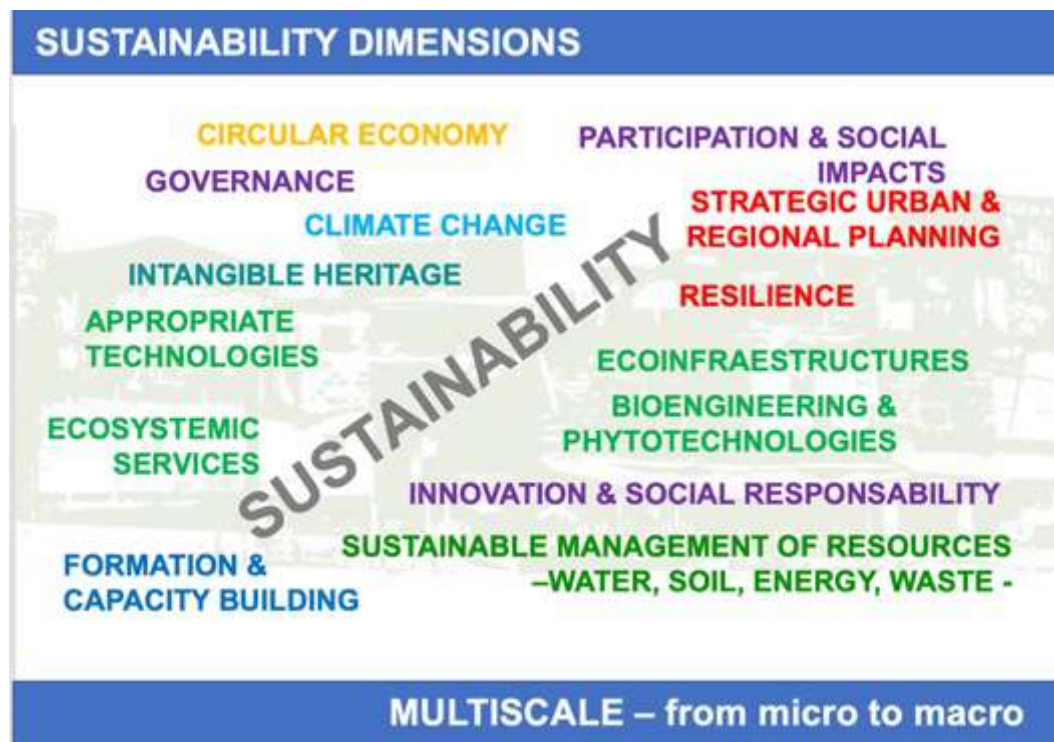 SUSTAINABILITY DIMENSIONS
CIRCULAR ECONOMY
PARTICIPATION & SOCIAL
IMPACTS
GOVERNANCE
STRATEGIC URBAN &
REGIONAL PLANNING
CLIMATE CHANGE
INTANGIBLE HERITAGE
RESILIENCE
APPROPRIATE
TECHNOLOGIES
SUSTAINABILITY
ECOINFRAESTRUCTURES
BIOENGINEERING &
PHYTOTECHNOLOGIES
ECOSYSTEMIC
SERVICES
INNOVATION & SOCIAL RESPONSABILITY
SUSTAINABLE MANAGEMENT OF RESOURCES
–WATER, SOIL, ENERGY, WASTE -
FORMATION &
CAPACITY BUILDING
MULTISCALE – from micro to macro